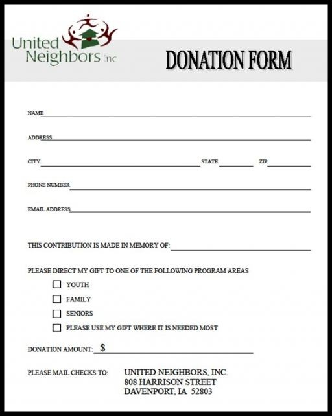 United
Neighbors inc
DONATION FORM
NAME
ADDRESS
CITY STATE ZIP
PHONE NUMBER
EMAIL ADDRESS
THIS CONTRIBUTION IS MADE IN MEMORY OF:
PLEASE DIRECT MY GIFT TO ONE OF THE FOLLOWING PROGRAM AREAS
YOUTH
FAMILY
SENIORS
PLEASE USE MY GIFT WHERE IT IS NEEDED MOST
DONATION AMOUNT: $
PLEASE MAIL CHECKS TO: UNITED NEIGHBORS, INC.
808 HARRISON STREET
DAVENPORT, IA 52803